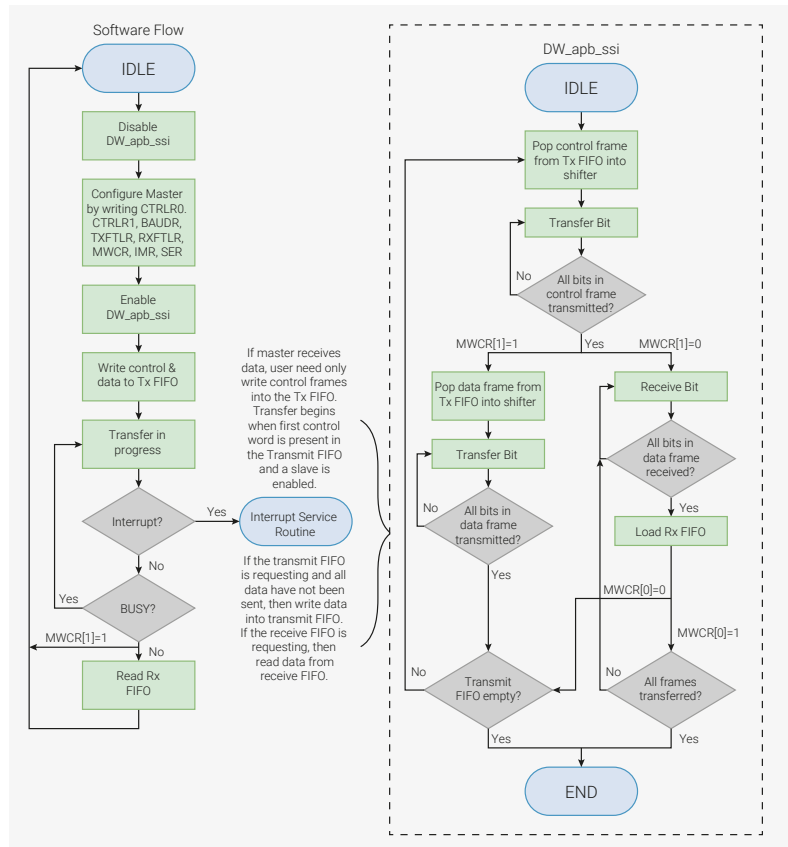 Software Flow
IDLE
Disable
DW_apb_ssi
Configure Master
by writing CTRLR0.
CTRLR1, BAUDR,
TXFTLR, RXFTLR,
MWCR, IMR, SER
Enable
DW_apb_ssi
Write control &
data to Tx FIFO
Transfer in
progress
Interrupt?
Yes
Interrupt Service
Routine
No
BUSY?
Yes
No
MWCR[1]=1
Read Rx
FIFO
If master receives
data, user need only
write control frames
into the Tx FIFO.
Transfer begins
when first control
word is present in
the Transmit FIFO
and a slave is
enabled.
If the transmit FIFO
is requesting and all
data have not been
sent, then write data
into transmit FIFO.
If the receive FIFO is
requesting, then
read data from
receive FIFO.
DW_apb_ssi
IDLE
Pop control frame
from Tx FIFO into
shifter
Transfer Bit
No
All bits in
control frame
transmitted?
Yes
MWCR[1]=1
MWCR[1]=0
Pop data frame from
Tx FIFO into shifter
Transfer Bit
No
All bits in
data frame
transmitted?
Yes
Receive Bit
All bits in
data frame
received?
Yes
Load Rx FIFO
MWCR[0]=0
MWCR[0]=1
No
Transmit
FIFO empty?
Yes
No
All frames
transferred?
Yes
END